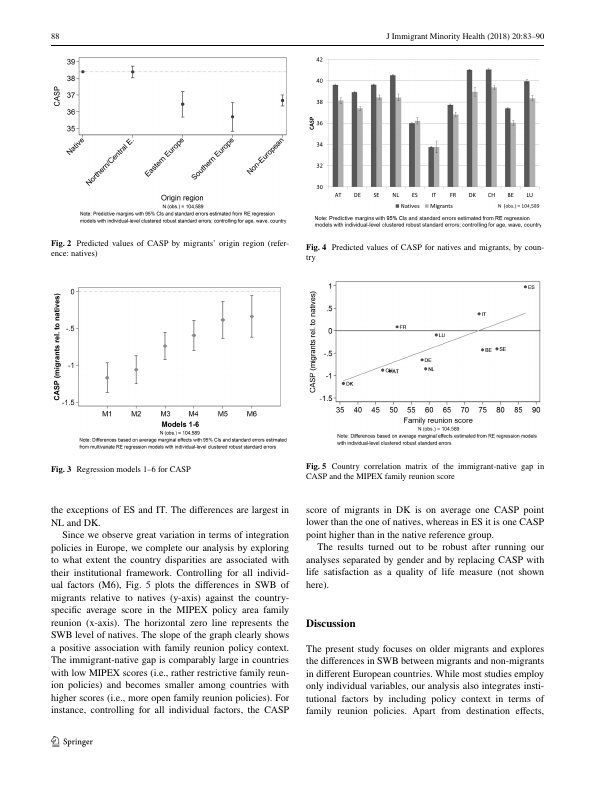 88
J Immigrant Minority Health (2018) 20:83–90
39
38
37
36
35
CASP
Native
Northern/Central E.
Eastern Europe
Southern Europe
Non-European
Origin region
N (obs.) = 104,589
Note: Predictive margins with 95% CIs and standard errors estimated from RE regression
models with individual-level clustered robust standard errors; controlling for age, wave, country
Fig. 2 Predicted values of CASP by migrants' origin region (refer-
ence: natives)
42
40
38
36
34
32
30
CASP
AT DE SE NL ES IT FR DK CH BE LU
Natives Migrants N (obs.) = 104,589
Note: Predictive margins with 95% CIs and standard errors estimated from RE regression
models with individual-level clustered robust standard errors; controlling for age, wave, country
Fig. 4 Predicted values of CASP for natives and migrants, by coun-
try
0
-.5
-1
-1.5
CASP (migrants rel. to natives)
M1 M2 M3 M4 M5 M6
Models 1-6
N (obs.) = 104,589
Note: Differences based on average marginal effects with 95% CIs and standard errors estimated
from multivariate RE regression models with individual-level clustered robust standard errors
Fig. 3 Regression models 1–6 for CASP
1
.5
0
-.5
-1
-1.5
CASP (migrants rel. to natives)
ES
IT
FR
LU
BE
SE
DE
NL
AT
DK
35 40 45 50 55 60 65 70 75 80 85 90
Family reunion score
N (obs.) = 104,589
Note: Differences based on average marginal effects estimated from RE regression models
with individual-level clustered robust standard errors
Fig. 5 Country correlation matrix of the immigrant-native gap in
CASP and the MIPEX family reunion score
the exceptions of ES and IT. The differences are largest in
NL and DK.
Since we observe great variation in terms of integration
policies in Europe, we complete our analysis by exploring
to what extent the country disparities are associated with
their institutional framework. Controlling for all individ-
ual factors (M6), Fig. 5 plots the differences in SWB of
migrants relative to natives (y-axis) against the country-
specific average score in the MIPEX policy area family
reunion (x-axis). The horizontal zero line represents the
SWB level of natives. The slope of the graph clearly shows
a positive association with family reunion policy context.
The immigrant-native gap is comparably large in countries
with low MIPEX scores (i.e., rather restrictive family reun-
ion policies) and becomes smaller among countries with
higher scores (i.e., more open family reunion policies). For
instance, controlling for all individual factors, the CASP
score of migrants in DK is on average one CASP point
lower than the one of natives, whereas in ES it is one CASP
point higher than in the native reference group.
The results turned out to be robust after running our
analyses separated by gender and by replacing CASP with
life satisfaction as a quality of life measure (not shown
here).
Discussion
The present study focuses on older migrants and explores
the differences in SWB between migrants and non-migrants
in different European countries. While most studies employ
only individual variables, our analysis also integrates insti-
tutional factors by including policy context in terms of
family reunion policies. Apart from destination effects,
Springer